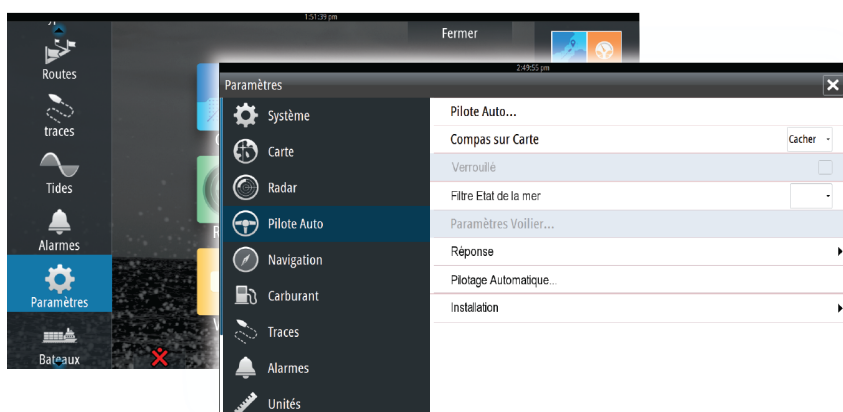 1:51:39 pm
Fermer
Routes
traces
Tides
Alarmes
Paramètres
Bateaux
2:49:55 pm
Paramètres
Système
Carte
Radar
Pilote Auto
Navigation
Carburant
Traces
Alarmes
Unités
Pilote Auto...
Compas sur Carte
Cacher
Verrouillé
Filtre Etat de la mer
Paramètres Voilier...
Réponse
Pilotage Automatique...
Installation